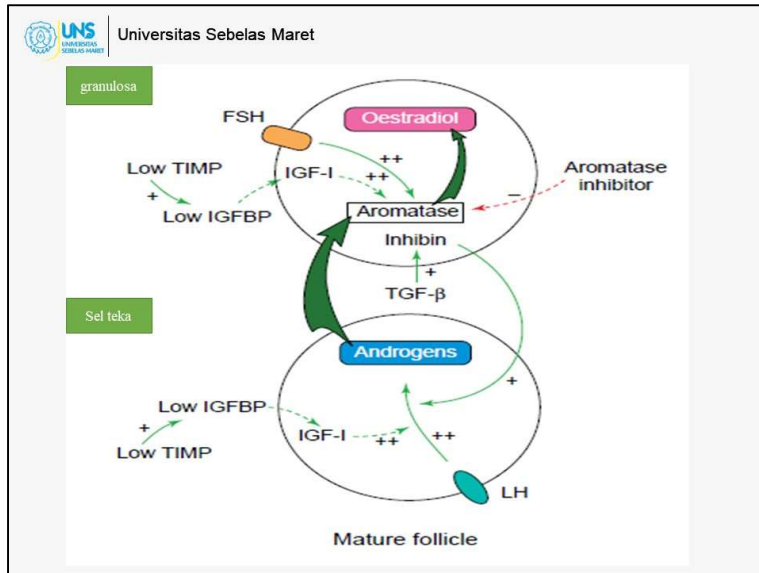 UNS
UNIVERSITAS
SEBELAS MARET
Universitas Sebelas Maret
granulosa
FSH
Oestradiol
Low TIMP
+
Low IGFBP
IGF-I
++
++
Aromatase
–
Aromatase
inhibitor
Inhibin
+
TGF-β
Sel teka
Androgens
+
Low IGFBP
+
Low TIMP
IGF-I
++
++
LH
Mature follicle